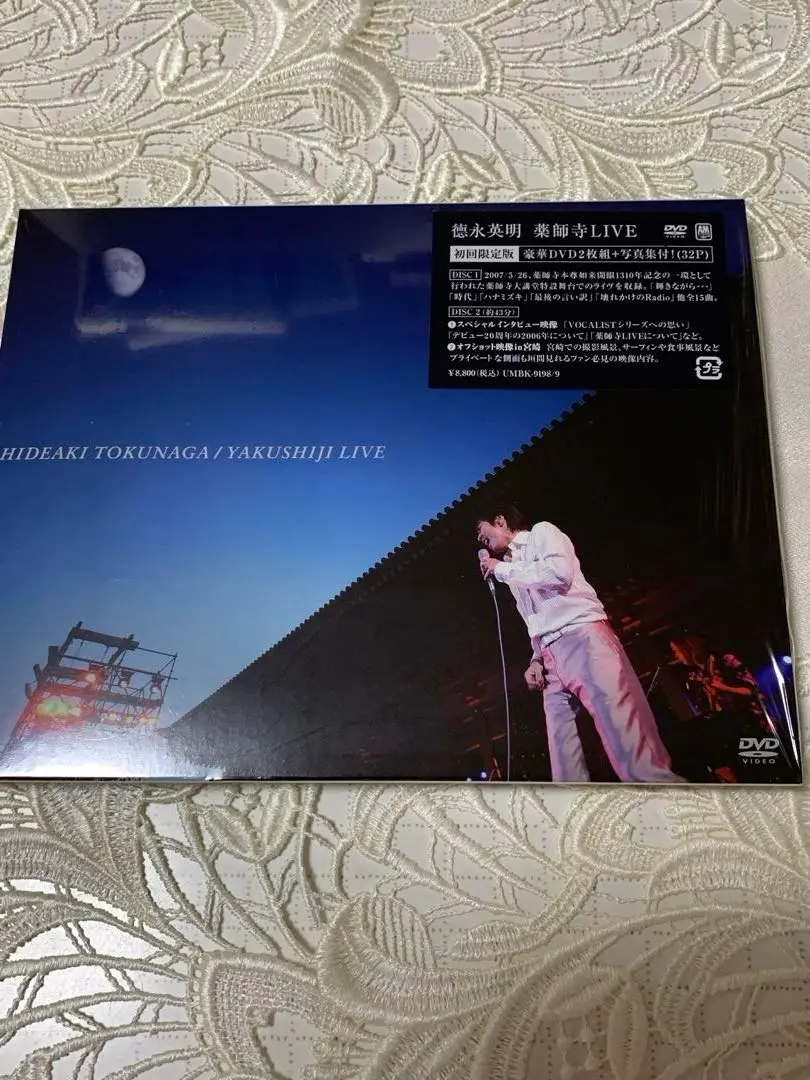 徳永英明 薬師寺LIVE
DVD VIDEO
A&M
初回限定版 豪華DVD2枚組+写真集付!(32P)
DISC 1 2007/5/26、薬師寺本尊如来開眼1310年記念の一環として
行われた薬師寺大講堂特設舞台でのライヴを収録。「輝きながら…」
「時代」「ハナミズキ」「最後の言い訳」「壊れかけのRadio」他全15曲。
DISC 2 (約43分)
❶スペシャルインタビュー映像 「VOCALISTシリーズへの思い」
「デビュー20周年の2006年について」「薬師寺LIVEについて」など。
❷オフショット映像in宮崎 宮崎での撮影風景、サーフィンや食事風景など
プライベートな側面も垣間見れるファン必見の映像内容。
¥8,800(税込) UMBK-9198/9
プラ
HIDEAKI TOKUNAGA / YAKUSHIJI LIVE
DVD
VIDEO